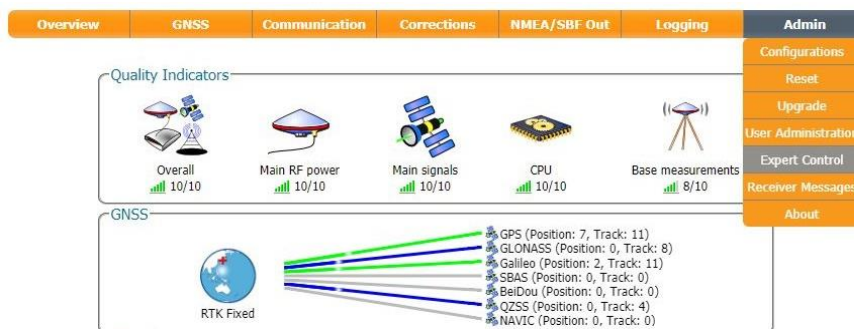 Overview GNSS Communication Corrections NMEA/SBF Out Logging Admin
Configurations
Reset
Upgrade
User Administration
Expert Control
Receiver Messages
About
Quality Indicators
Overall Main RF power Main signals CPU Base measurements
10/10 10/10 10/10 10/10 8/10
GNSS
GPS (Position: 7, Track: 11)
GLONASS (Position: 0, Track: 8)
Galileo (Position: 2, Track: 11)
SBAS (Position: 0, Track: 0)
BeiDou (Position: 0, Track: 0)
QZSS (Position: 0, Track: 4)
NAVIC (Position: 0, Track: 0)
RTK Fixed